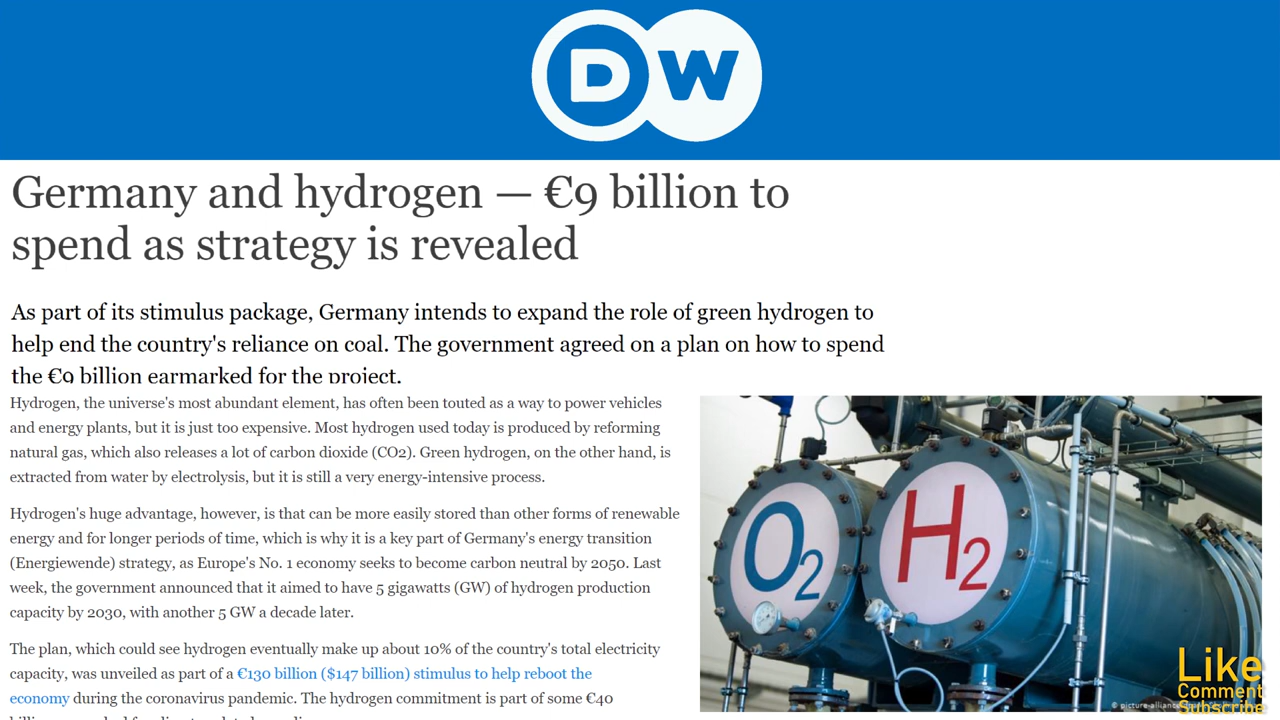 DW
Germany and hydrogen — €9 billion to
spend as strategy is revealed
As part of its stimulus package, Germany intends to expand the role of green hydrogen to
help end the country's reliance on coal. The government agreed on a plan on how to spend
the €9 billion earmarked for the project.
Hydrogen, the universe's most abundant element, has often been touted as a way to power vehicles
and energy plants, but it is just too expensive. Most hydrogen used today is produced by reforming
natural gas, which also releases a lot of carbon dioxide (CO2). Green hydrogen, on the other hand, is
extracted from water by electrolysis, but it is still a very energy-intensive process.
Hydrogen's huge advantage, however, is that can be more easily stored than other forms of renewable
energy and for longer periods of time, which is why it is a key part of Germany's energy transition
(Energiewende) strategy, as Europe's No. 1 economy seeks to become carbon neutral by 2050. Last
week, the government announced that it aimed to have 5 gigawatts (GW) of hydrogen production
capacity by 2030, with another 5 GW a decade later.
The plan, which could see hydrogen eventually make up about 10% of the country's total electricity
capacity, was unveiled as part of a €130 billion ($147 billion) stimulus to help reboot the
economy during the coronavirus pandemic. The hydrogen commitment is part of some €40
O2
H2
Like
Comment
Subscribe
© picture-alliance